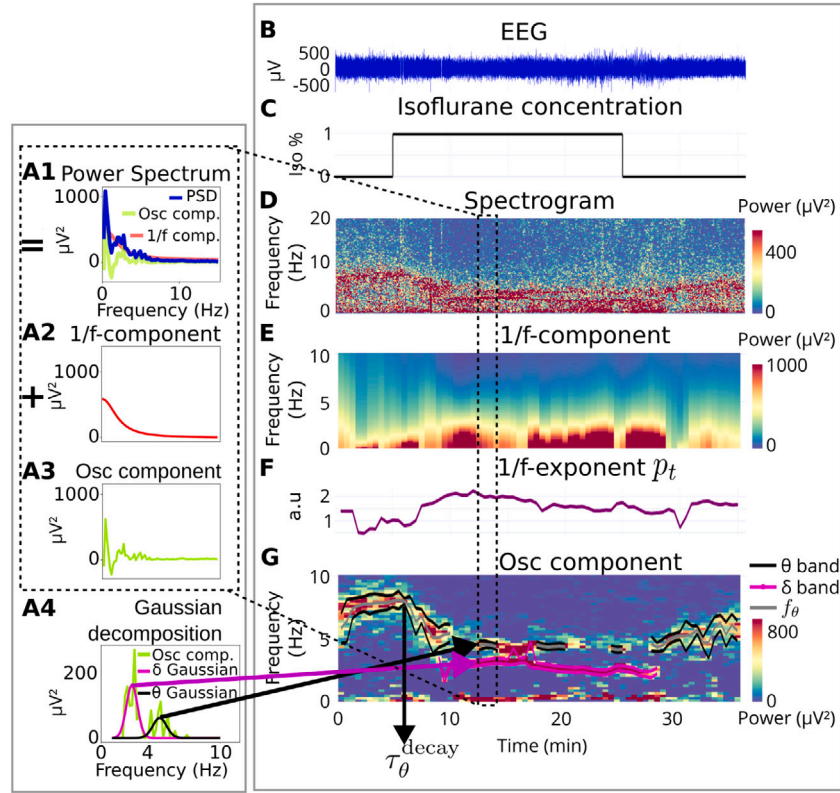 B
EEG
500
0
-500
µV
C
Isoflurane concentration
1
0
Iso %
A1
Power Spectrum
1000
0
µV²
PSD
Osc comp.
1/f comp.
=
Frequency (Hz)
D
Spectrogram
Power (µV²)
20
10
0
Frequency
(Hz)
400
0
A2
1/f-component
1000
0
µV²
+
E
1/f-component
Power (µV²)
10
5
0
Frequency
(Hz)
1000
0
A3
Osc component
1000
0
µV²
F
1/f-exponent pₜ
2
1
a.u
G
Osc component
10
5
0
Frequency
(Hz)
θ band
δ band
f_θ
800
0
Power (µV²)
0
10
20
30
Time (min)
τ_θ^decay
A4
Gaussian
decomposition
200
0
µV²
Osc comp.
δ Gaussian
θ Gaussian
0
4
10
Frequency (Hz)